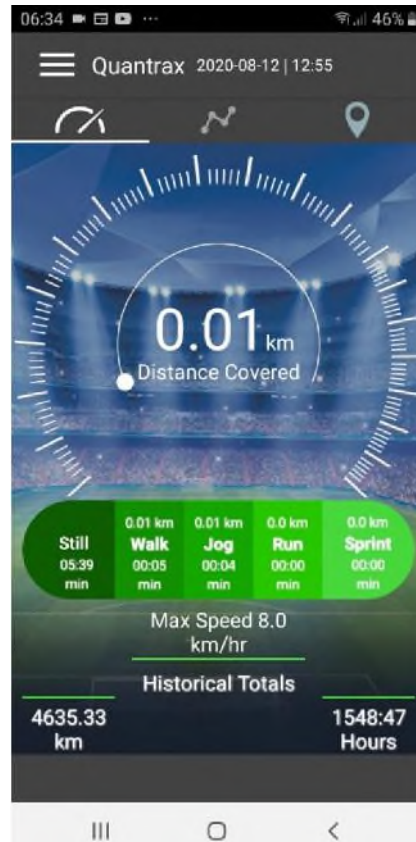 06:34 ... 46%
Quantrax 2020-08-12 | 12:55
0.01 km
Distance Covered
0.01 km 0.01 km 0.0 km 0.0 km
Still Walk Jog Run Sprint
05:39 00:05 00:04 00:00 00:00
min min min min min
Max Speed 8.0
km/hr
Historical Totals
4635.33 1548:47
km Hours